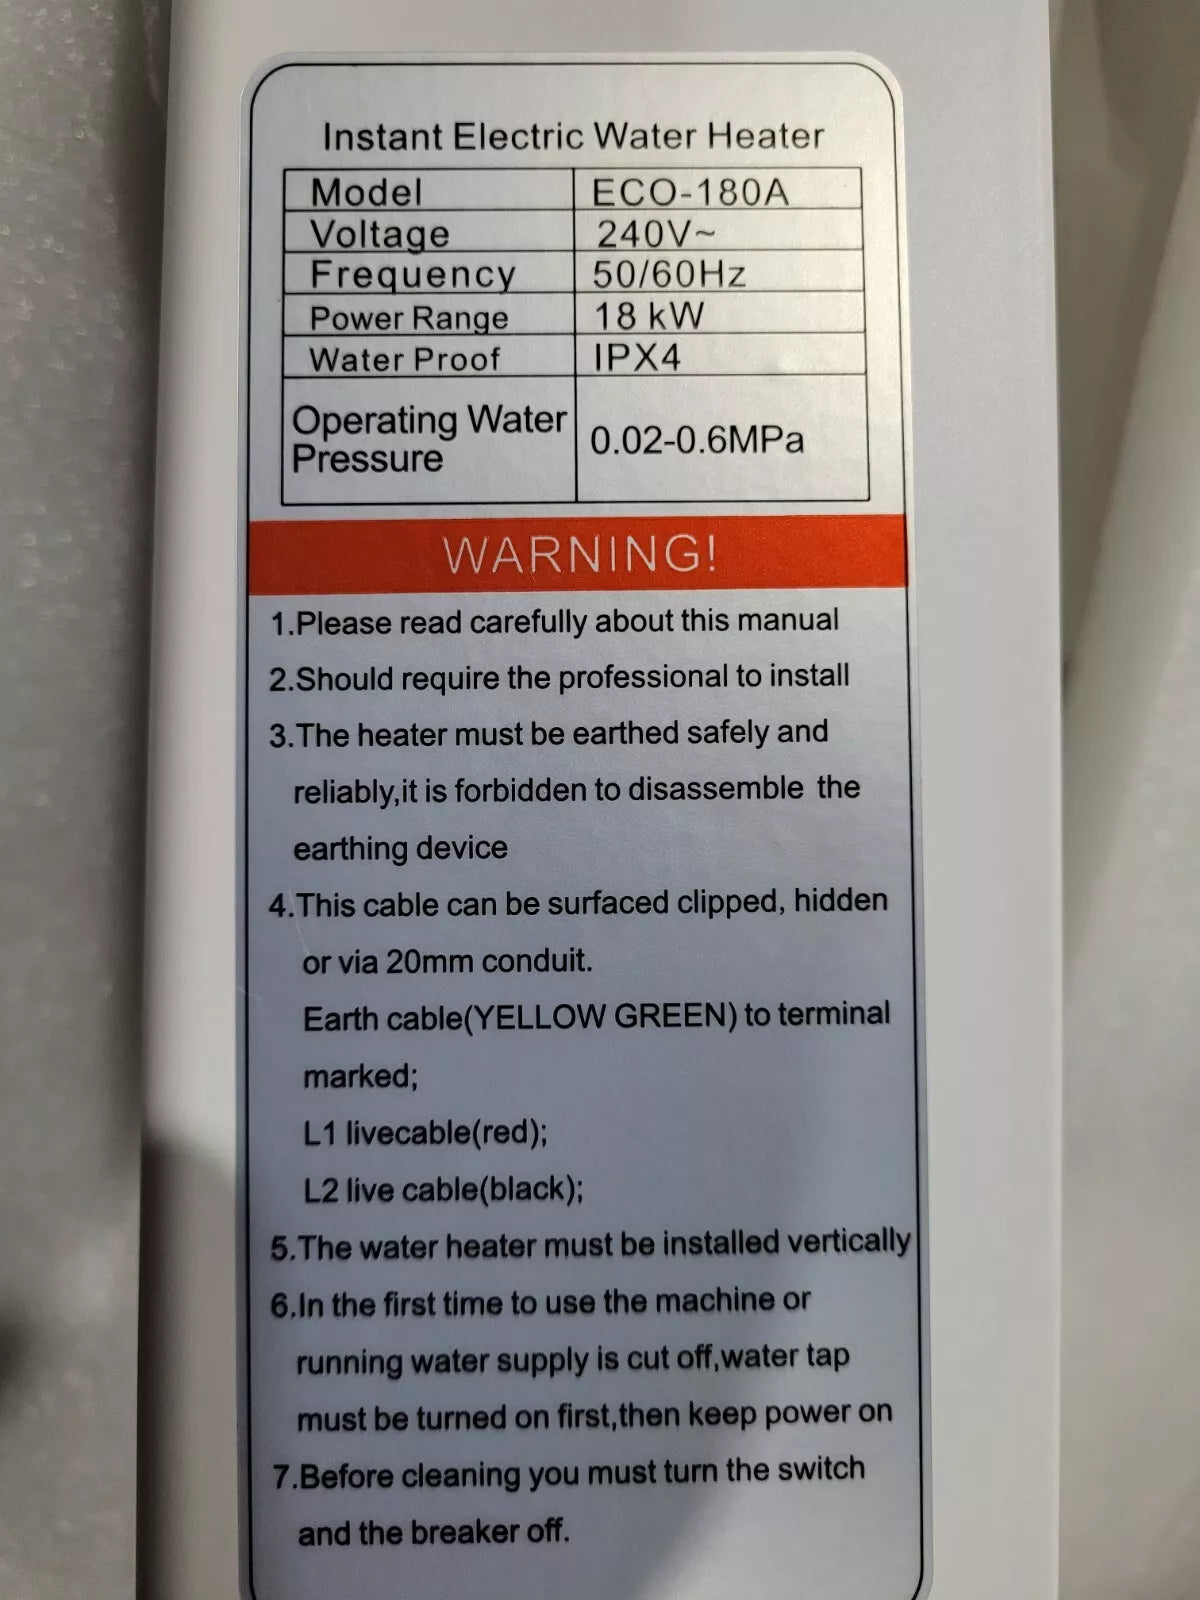 Instant Electric Water Heater
Model ECO-180A
Voltage 240V~
Frequency 50/60Hz
Power Range 18 kW
Water Proof IPX4
Operating Water
Pressure 0.02-0.6MPa
WARNING!
1.Please read carefully about this manual
2.Should require the professional to install
3.The heater must be earthed safely and
reliably,it is forbidden to disassemble the
earthing device
4.This cable can be surfaced clipped, hidden
or via 20mm conduit.
Earth cable(YELLOW GREEN) to terminal
marked;
L1 livecable(red);
L2 live cable(black);
5.The water heater must be installed vertically
6.In the first time to use the machine or
running water supply is cut off,water tap
must be turned on first,then keep power on
7.Before cleaning you must turn the switch
and the breaker off.